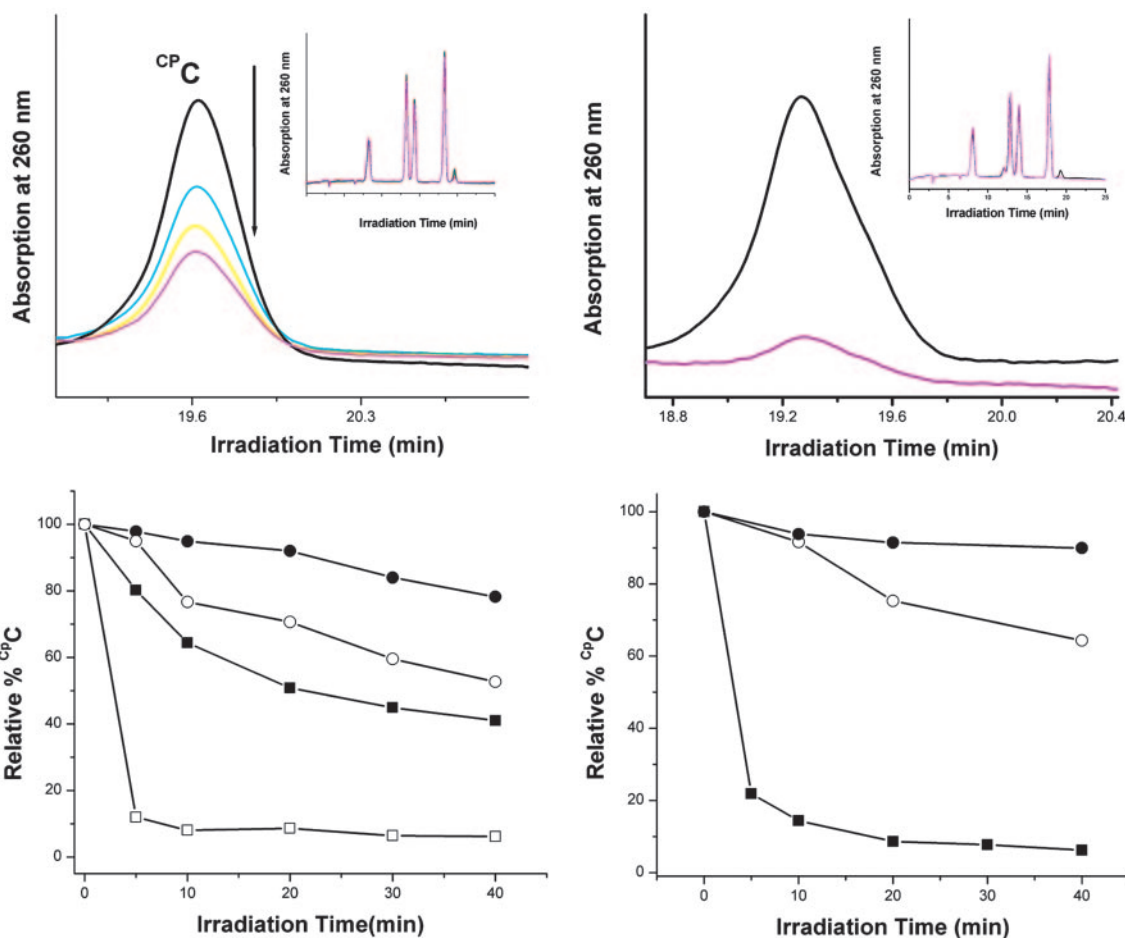 Absorption at 260 nm
CPC
Absorption at 260 nm
Irradiation Time (min)
19.6 20.3
Irradiation Time (min)
Absorption at 260 nm
Absorption at 260 nm
0 5 10 15 20 25
Irradiation Time (min)
18.8 19.2 19.6 20.0 20.4
Irradiation Time (min)
Relative % CpC
100
80
60
40
20
0
0 10 20 30 40
Irradiation Time(min)
Relative % CpC
100
80
60
40
20
0
0 10 20 30 40
Irradiation Time (min)